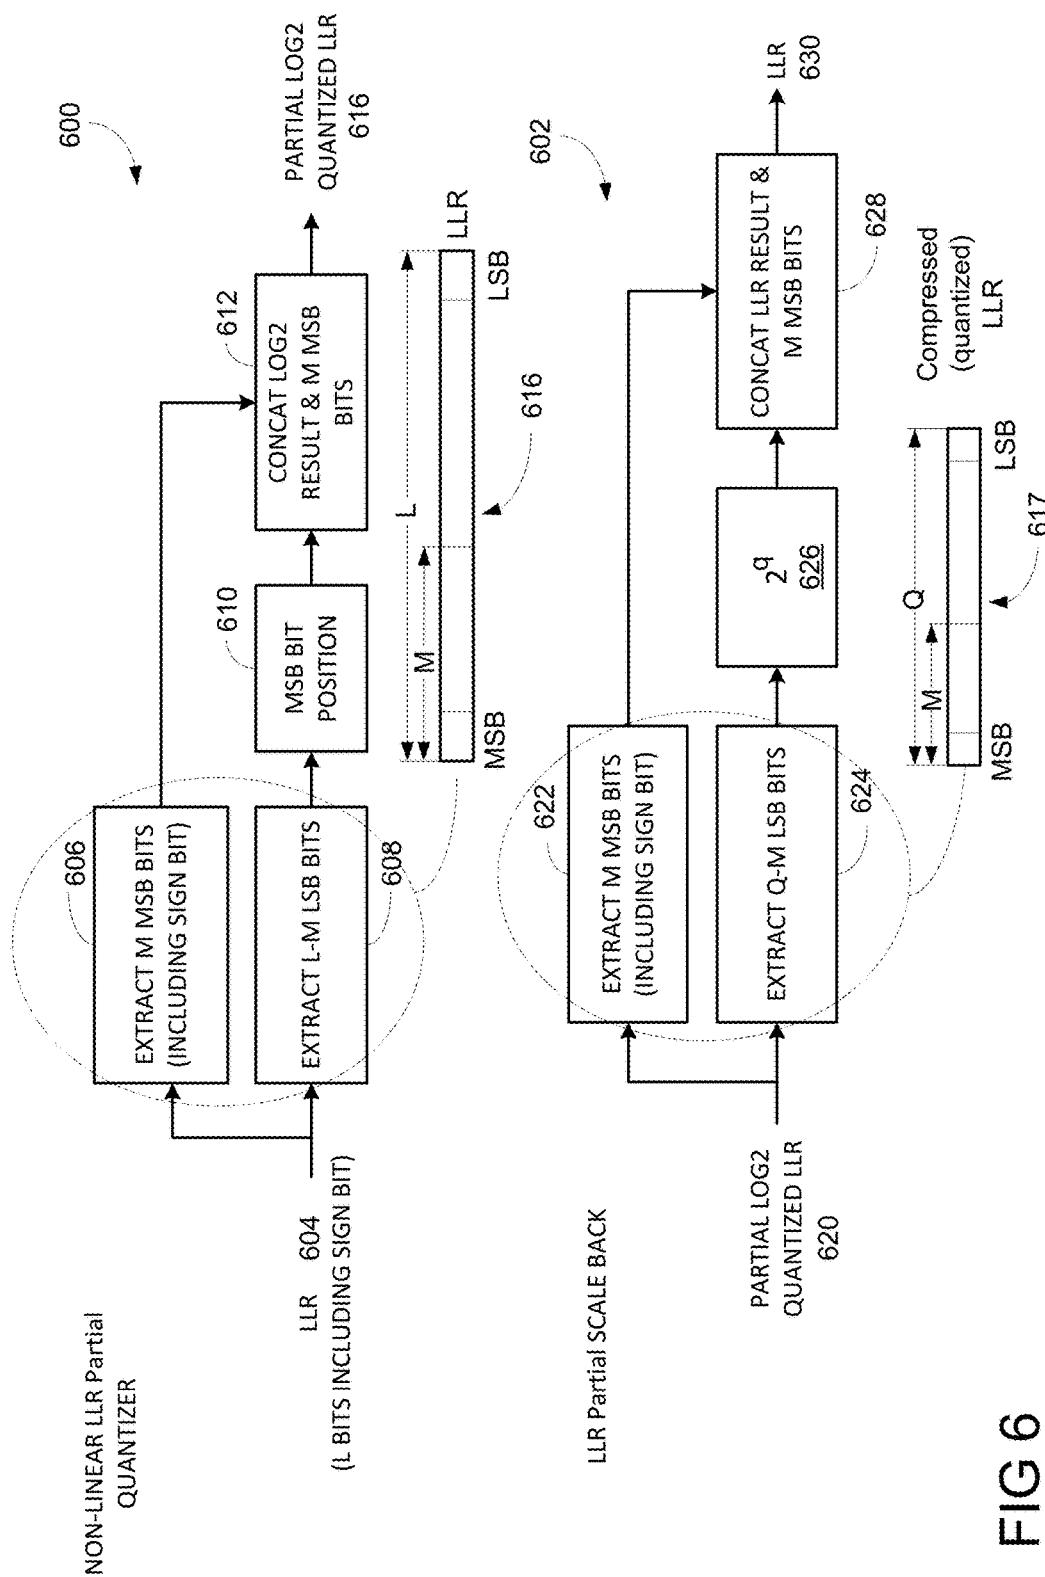 600
NON-LINEAR LLR Partial
QUANTIZER
LLR 604
(L BITS INCLUDING SIGN BIT)
EXTRACT M MSB BITS
(INCLUDING SIGN BIT)
606
EXTRACT L-M LSB BITS
608
MSB BIT
POSITION
610
CONCAT LOG2
RESULT & M MSB
BITS
612
PARTIAL LOG2
QUANTIZED LLR
616
L
M
MSB
LSB
LLR
616
602
LLR Partial SCALE BACK
PARTIAL LOG2
QUANTIZED LLR
620
622
EXTRACT M MSB BITS
(INCLUDING SIGN BIT)
EXTRACT Q-M LSB BITS
624
2^q
626
CONCAT LLR RESULT &
M MSB BITS
628
LLR
630
Q
M
MSB
LSB
Compressed
(quantized)
LLR
617
FIG 6